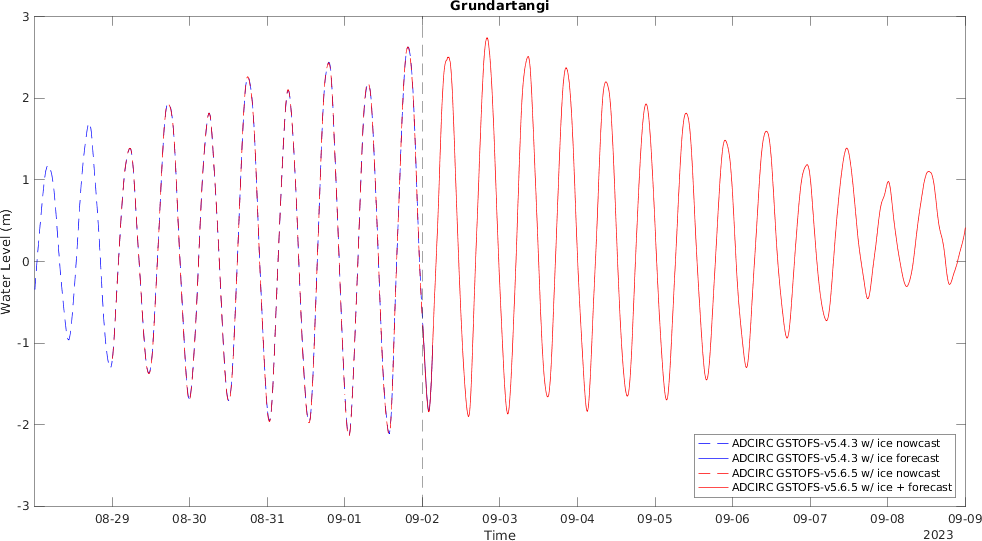 Grundartangi
3
2
1
0
-1
-2
-3
Water Level (m)
ADCIRC GSTOFS-v5.4.3 w/ ice nowcast
ADCIRC GSTOFS-v5.4.3 w/ ice forecast
ADCIRC GSTOFS-v5.6.5 w/ ice nowcast
ADCIRC GSTOFS-v5.6.5 w/ ice + forecast
08-29 08-30 08-31 09-01 09-02 09-03 09-04 09-05 09-06 09-07 09-08 09-09
Time 2023